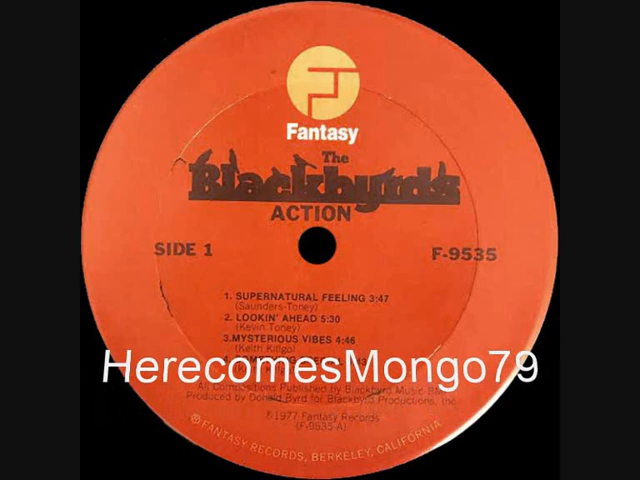 Fantasy
The
Blackbyrds
ACTION
SIDE 1
F-9535
1. SUPERNATURAL FEELING 3:47
(Saunders-Toney)
2. LOOKIN' AHEAD 5:30
(Kevin Toney)
3.MYSTERIOUS VIBES 4:46
(Keith Killgo)
HerecomesMongo79
All Compositions Published by Blackbyrd Music-BMI
Produced by Donald Byrd for Blackbyrd Productions, Inc.
℗1977 Fantasy Records
(F-9535-A)
℗ FANTASY RECORDS, BERKELEY, CALIFORNIA